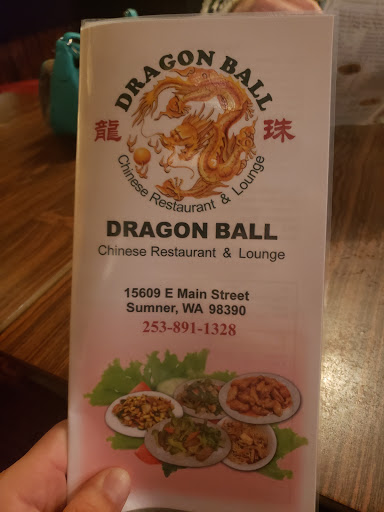 DRAGON BALL
龍 珠
Chinese Restaurant & Lounge
DRAGON BALL
Chinese Restaurant & Lounge
15609 E Main Street
Sumner, WA 98390
253-891-1328